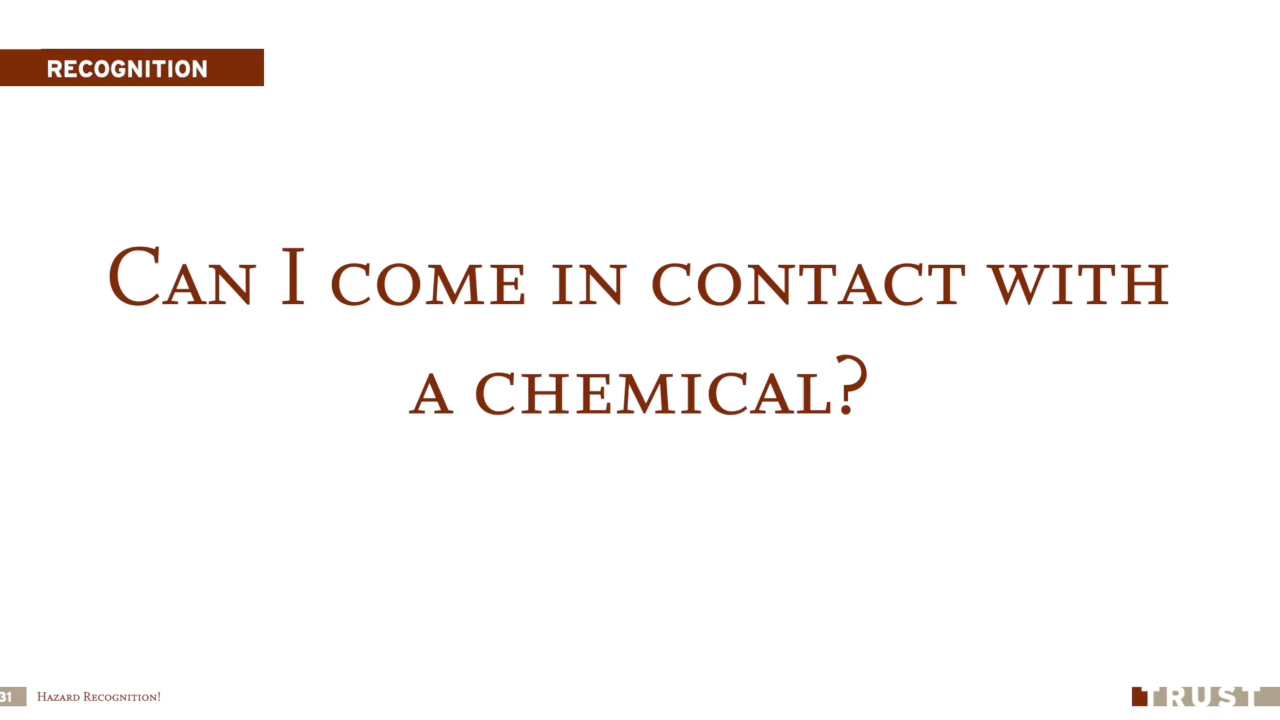 RECOGNITION
Can I come in contact with
a chemical?
31 Hazard Recognition!
TRUST